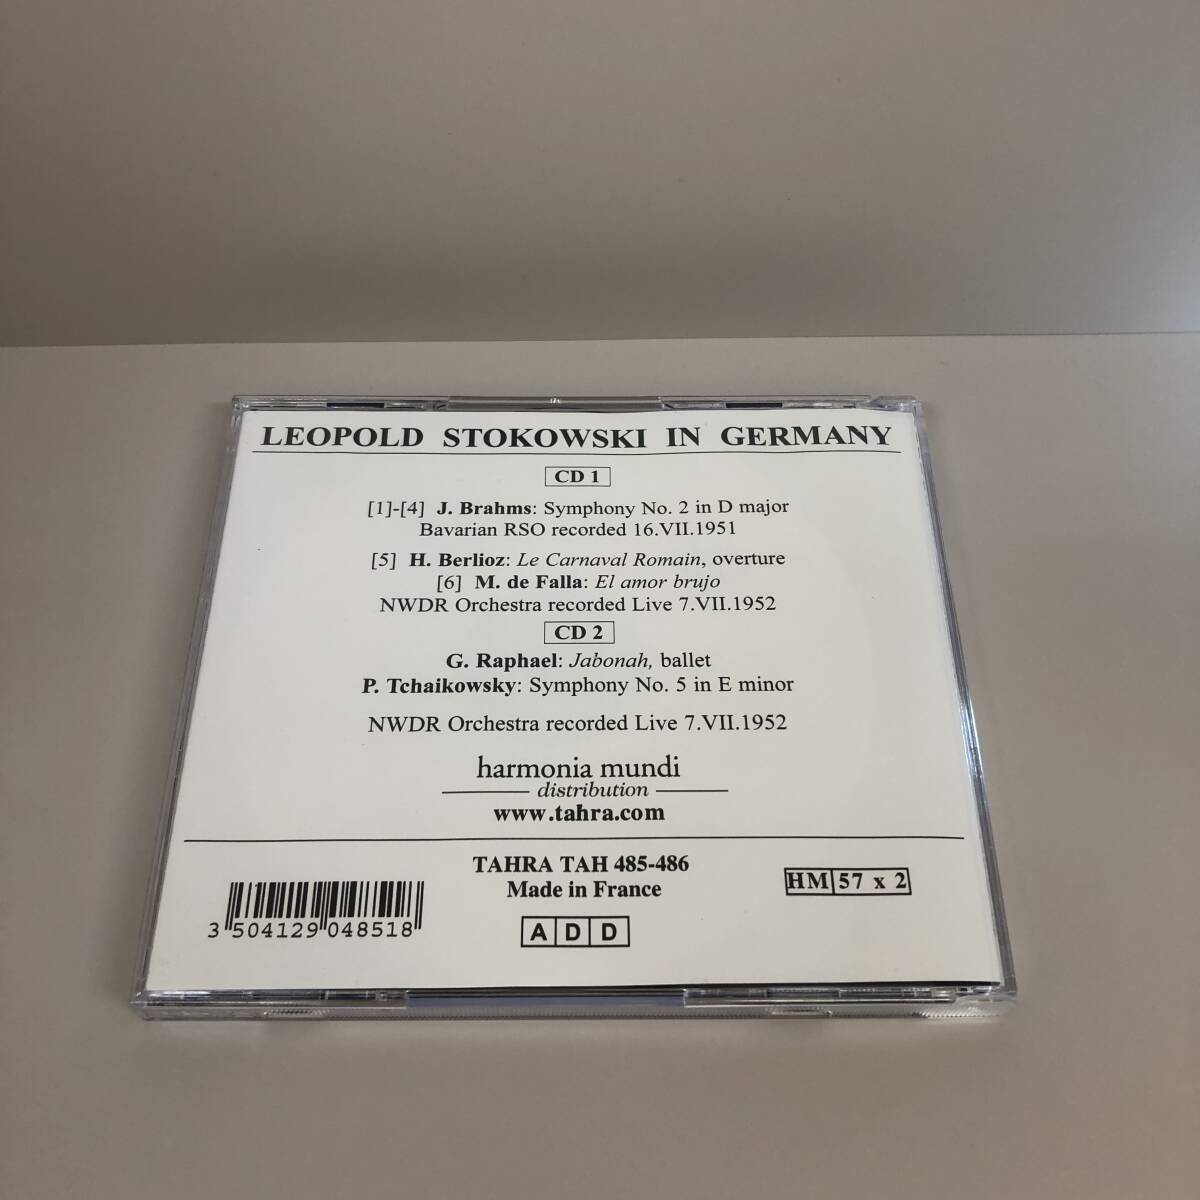 LEOPOLD STOKOWSKI IN GERMANY
CD 1
[1]-[4] J. Brahms: Symphony No. 2 in D major
Bavarian RSO recorded 16.VII.1951
[5] H. Berlioz: Le Carnaval Romain, overture
[6] M. de Falla: El amor brujo
NWDR Orchestra recorded Live 7.VII.1952
CD 2
G. Raphael: Jabonah, ballet
P. Tchaikowsky: Symphony No. 5 in E minor
NWDR Orchestra recorded Live 7.VII.1952
harmonia mundi
distribution
www.tahra.com
TAHRA TAH 485-486
Made in France
HM 57 x 2
3 504129 048518
A D D